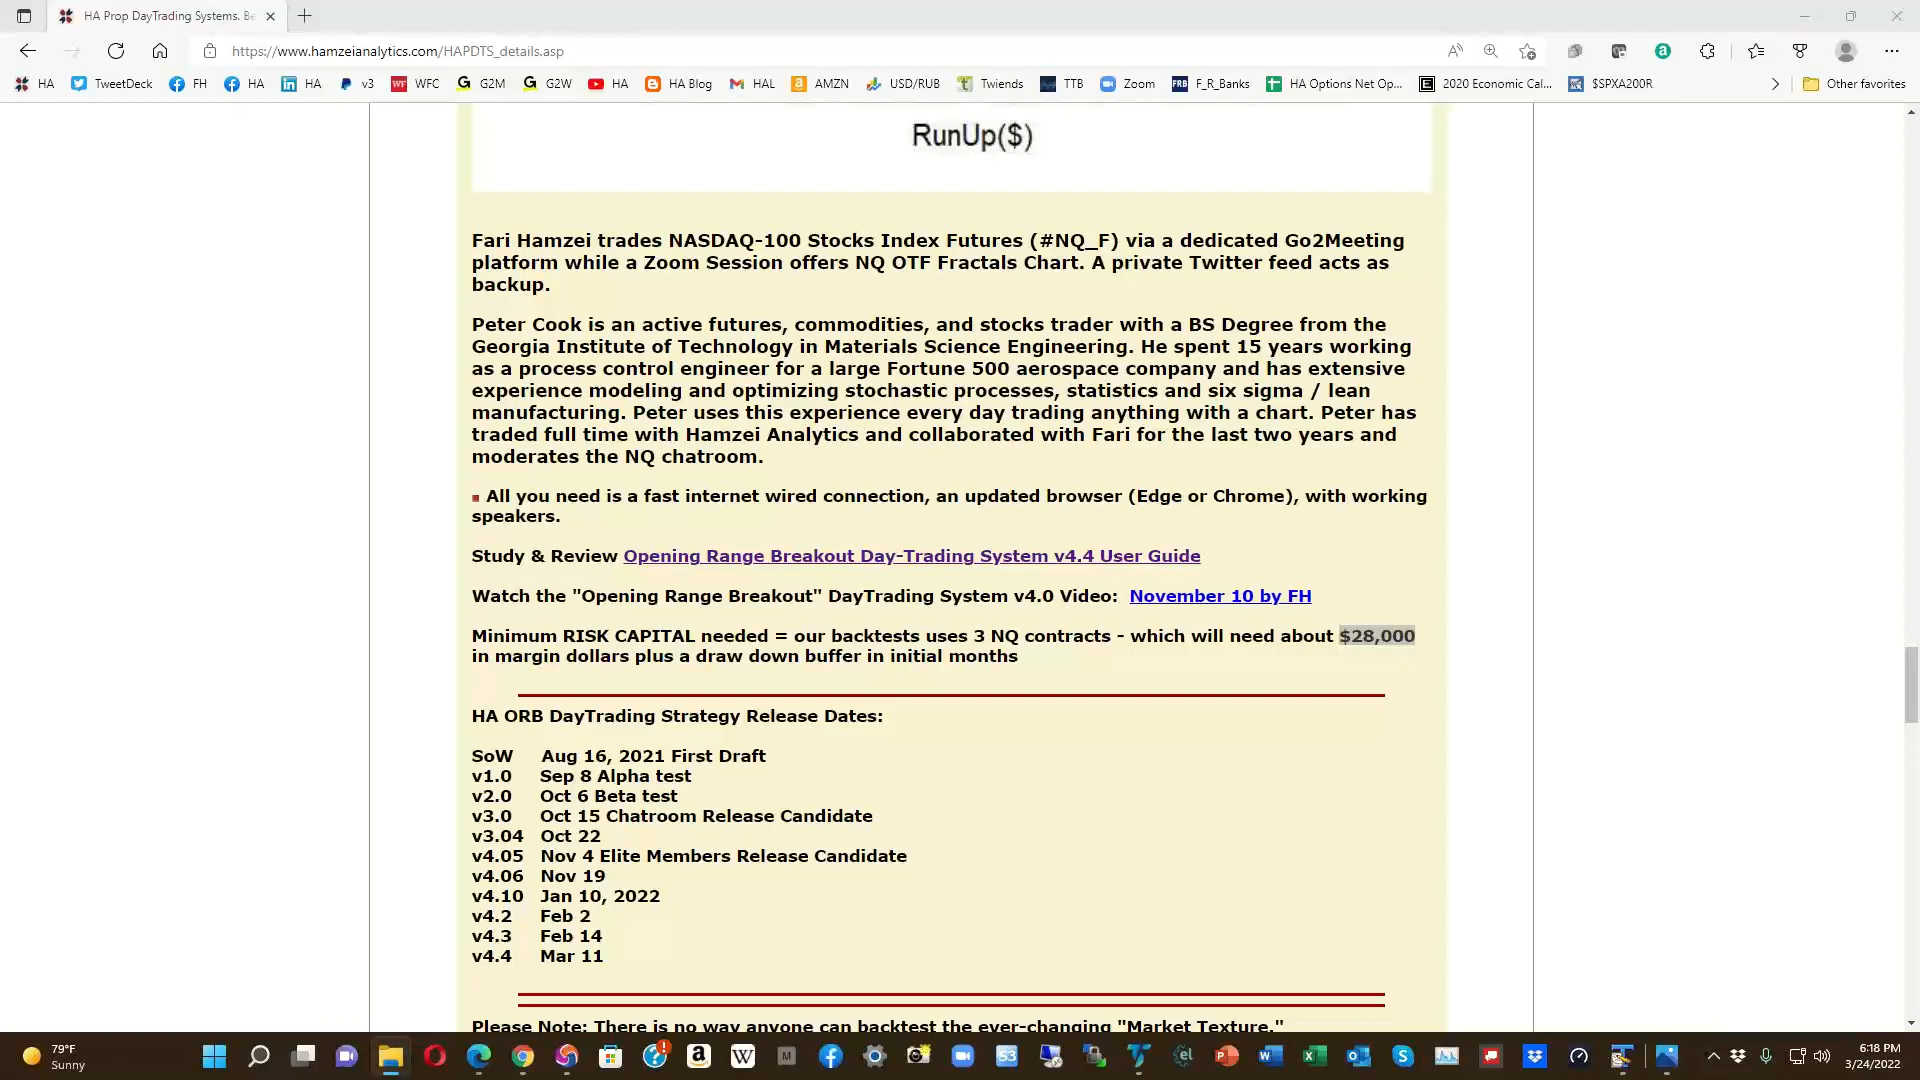 HA Prop DayTrading Systems. Be
https://www.hamzeianalytics.com/HAPDTS_details.asp
HA TweetDeck FH HA HA v3 WFC G2M G2W HA HA Blog HAL AMZN USD/RUB Twiends TTB Zoom F_R_Banks HA Options Net Op... 2020 Economic Cal... $SPXA200R Other favorites
RunUp($)
Fari Hamzei trades NASDAQ-100 Stocks Index Futures (#NQ_F) via a dedicated Go2Meeting
platform while a Zoom Session offers NQ OTF Fractals Chart. A private Twitter feed acts as
backup.
Peter Cook is an active futures, commodities, and stocks trader with a BS Degree from the
Georgia Institute of Technology in Materials Science Engineering. He spent 15 years working
as a process control engineer for a large Fortune 500 aerospace company and has extensive
experience modeling and optimizing stochastic processes, statistics and six sigma / lean
manufacturing. Peter uses this experience every day trading anything with a chart. Peter has
traded full time with Hamzei Analytics and collaborated with Fari for the last two years and
moderates the NQ chatroom.
All you need is a fast internet wired connection, an updated browser (Edge or Chrome), with working
speakers.
Study & Review Opening Range Breakout Day-Trading System v4.4 User Guide
Watch the "Opening Range Breakout" DayTrading System v4.0 Video: November 10 by FH
Minimum RISK CAPITAL needed = our backtests uses 3 NQ contracts - which will need about $28,000
in margin dollars plus a draw down buffer in initial months
HA ORB DayTrading Strategy Release Dates:
SoW Aug 16, 2021 First Draft
v1.0 Sep 8 Alpha test
v2.0 Oct 6 Beta test
v3.0 Oct 15 Chatroom Release Candidate
v3.04 Oct 22
v4.05 Nov 4 Elite Members Release Candidate
v4.06 Nov 19
v4.10 Jan 10, 2022
v4.2 Feb 2
v4.3 Feb 14
v4.4 Mar 11
Please Note: There is no way anyone can backtest the ever-changing "Market Texture."
79°F
Sunny
6:18 PM
3/24/2022